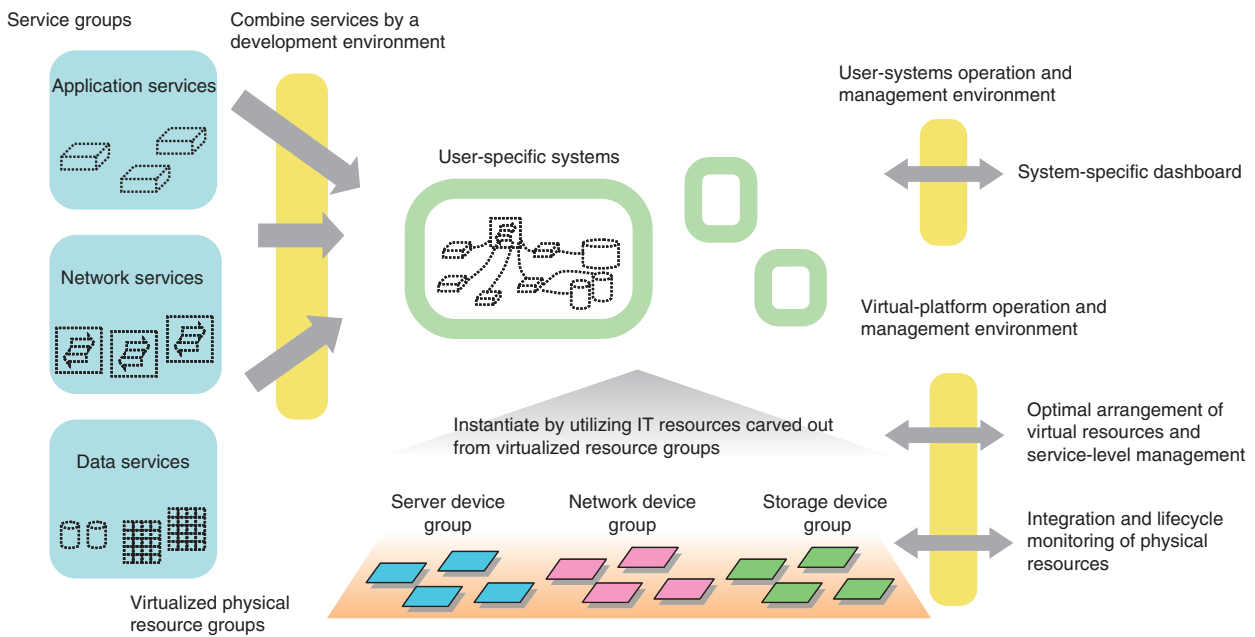 Service groups
Combine services by a
development environment
Application services
Network services
Data services
Virtualized physical
resource groups
User-specific systems
Instantiate by utilizing IT resources carved out
from virtualized resource groups
Server device
group
Network device
group
Storage device
group
User-systems operation and
management environment
System-specific dashboard
Virtual-platform operation and
management environment
Optimal arrangement of
virtual resources and
service-level management
Integration and lifecycle
monitoring of physical
resources